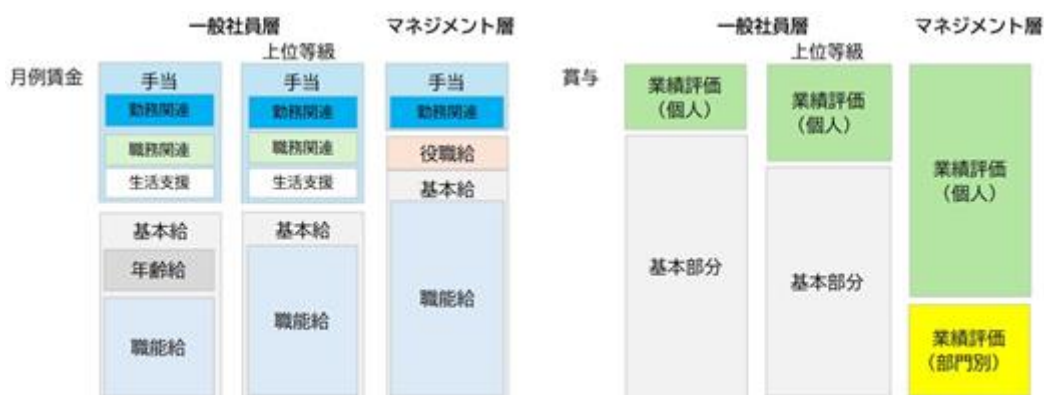 一般社員層
マネジメント層
上位等級
月例賃金
手当
勤務関連
職務関連
生活支援
基本給
年齢給
職能給
手当
勤務関連
職務関連
生活支援
基本給
職能給
手当
勤務関連
役職給
基本給
職能給
一般社員層
マネジメント層
上位等級
賞与
業績評価
（個人）
基本部分
業績評価
（個人）
基本部分
業績評価
（個人）
業績評価
（部門別）